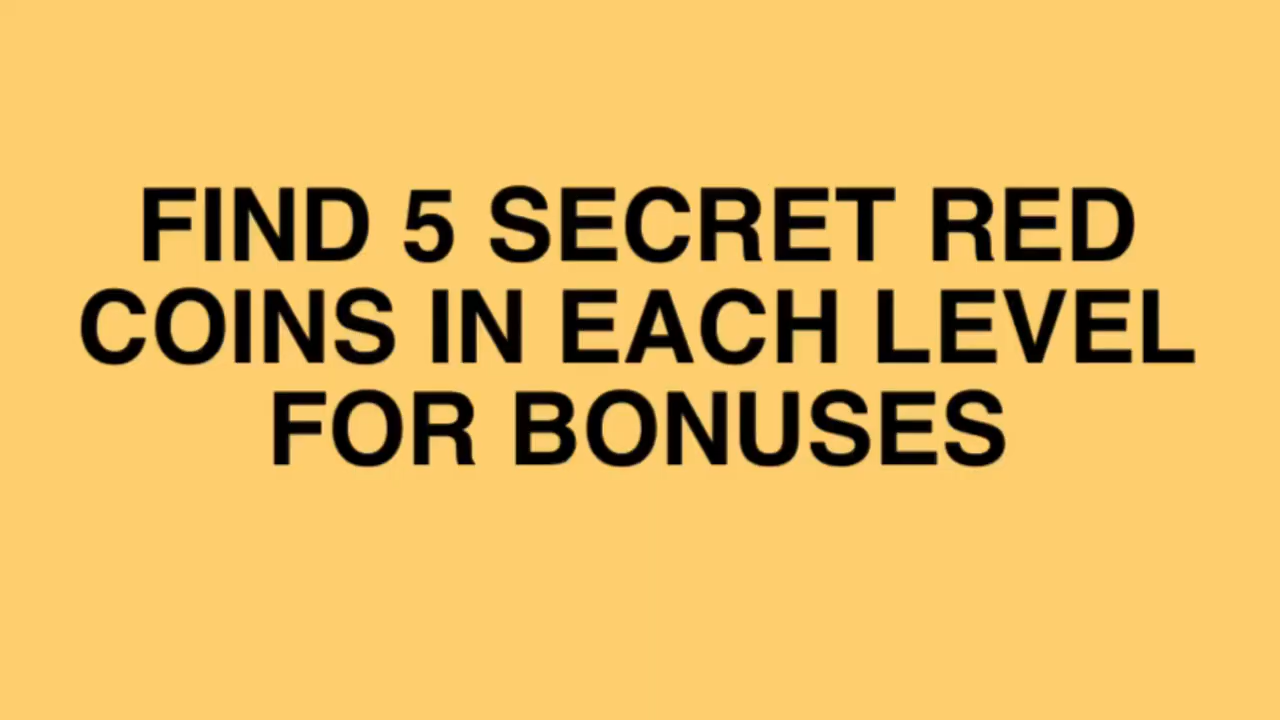 FIND 5 SECRET RED
COINS IN EACH LEVEL
FOR BONUSES